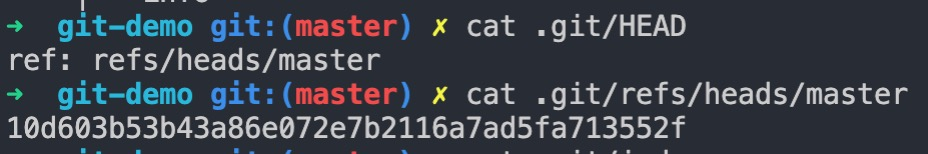 ➜  git-demo git:(master) ✗ cat .git/HEAD
ref: refs/heads/master
➜  git-demo git:(master) ✗ cat .git/refs/heads/master
10d603b53b43a86e072e7b2116a7ad5fa713552f